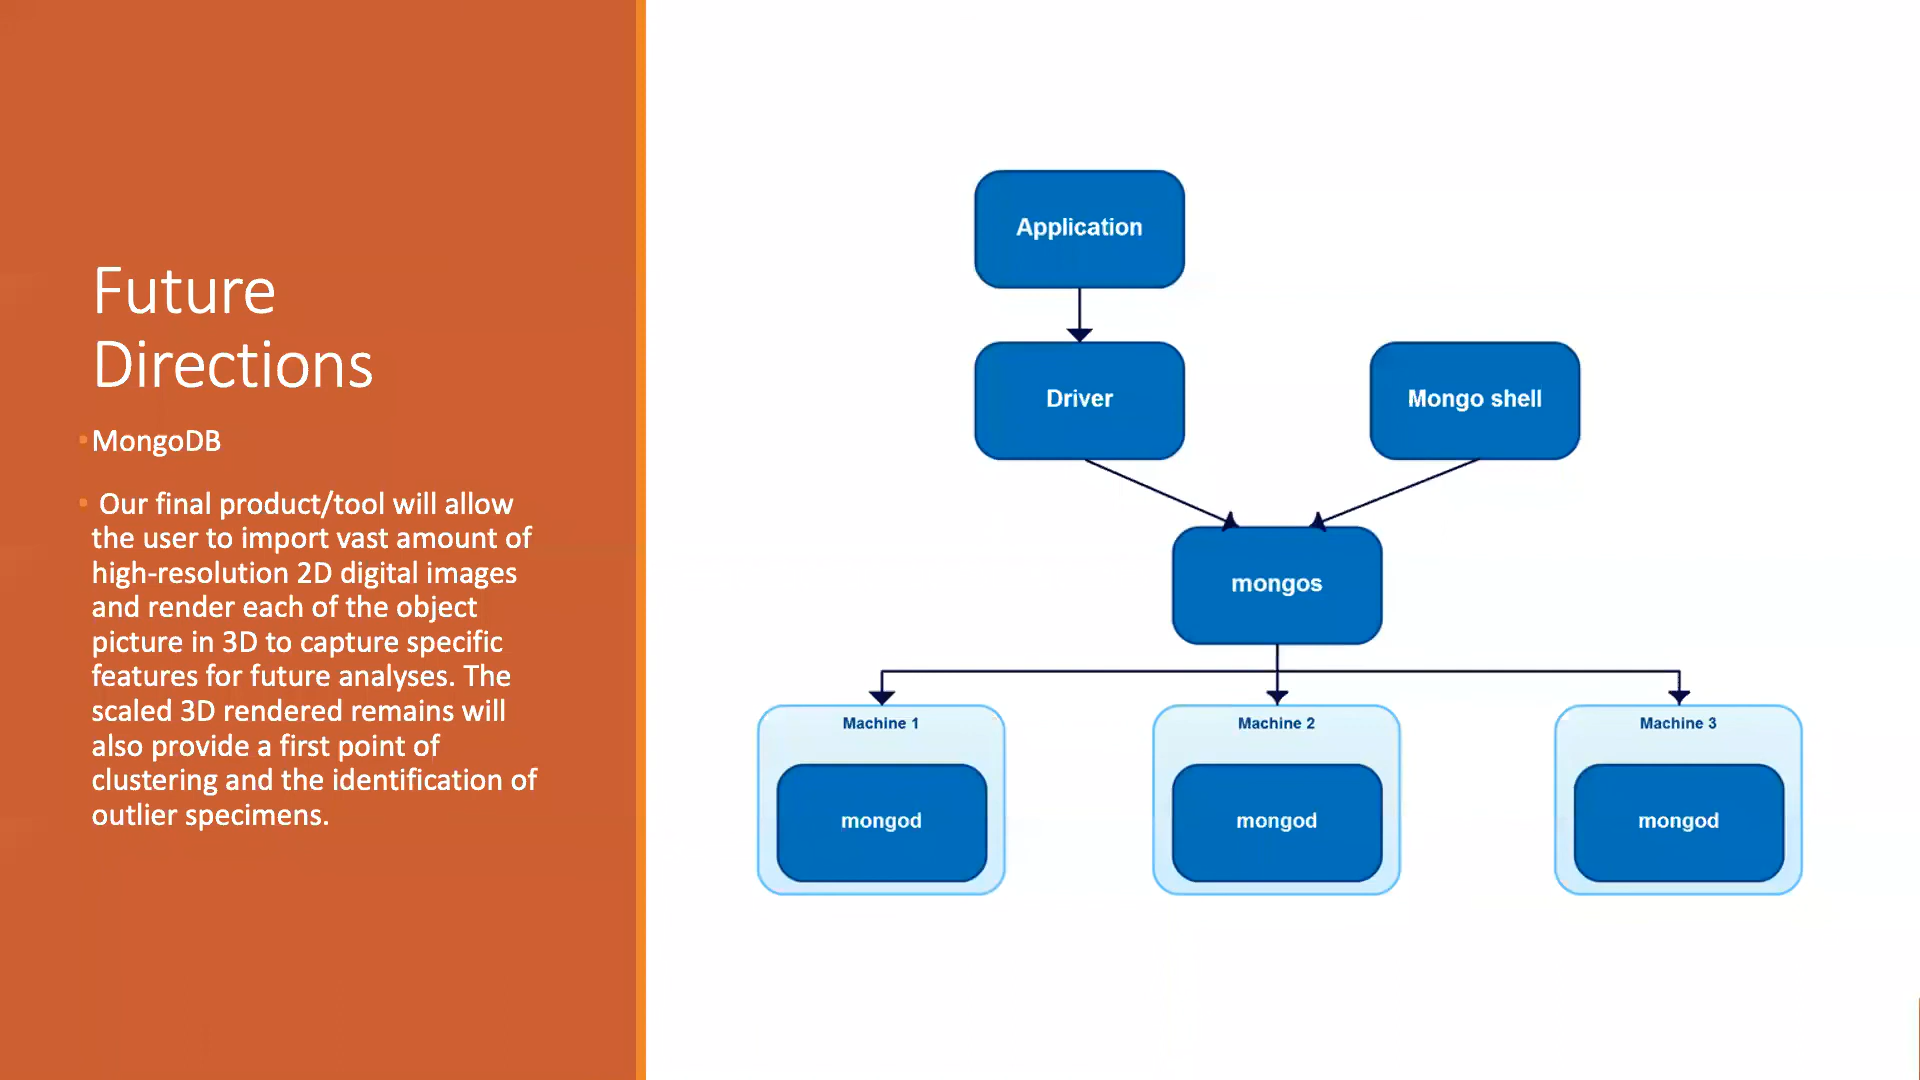 Future
Directions
•MongoDB
• Our final product/tool will allow
the user to import vast amount of
high-resolution 2D digital images
and render each of the object
picture in 3D to capture specific
features for future analyses. The
scaled 3D rendered remains will
also provide a first point of
clustering and the identification of
outlier specimens.
Application
Driver
Mongo shell
mongos
Machine 1
Machine 2
Machine 3
mongod
mongod
mongod